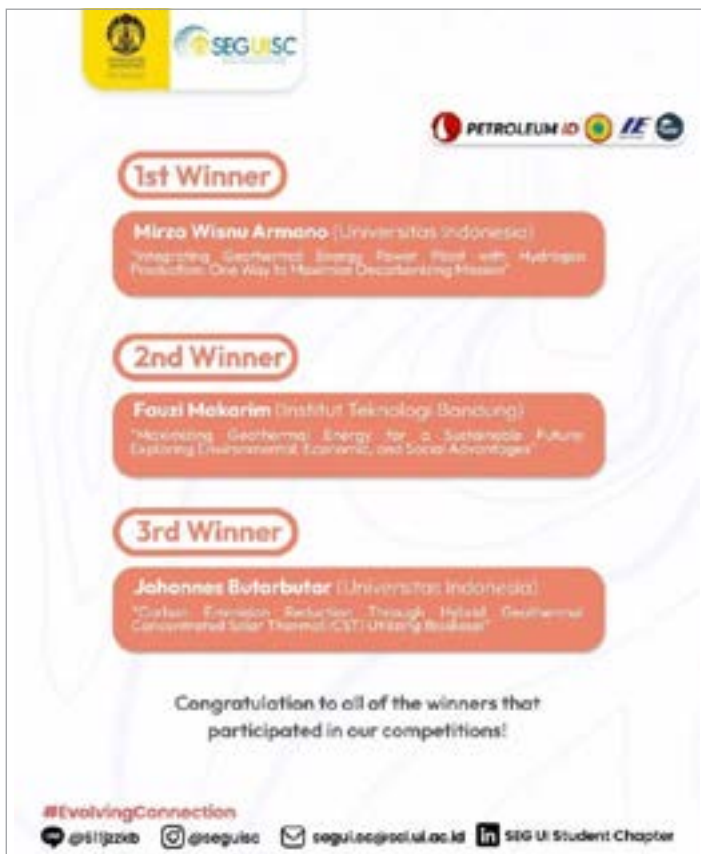 SEG UI SC
PETROLEUM ID
1st Winner
Mirza Wisnu Armano (Universitas Indonesia)
"Integrating Geothermal Energy Power Plant with Hydrogen
Production: One Way to Maximize Decarbonizing Mission"
2nd Winner
Fauzi Makarim (Institut Teknologi Bandung)
"Maximizing Geothermal Energy for a Sustainable Future:
Exploring Environmental, Economic, and Social Advantages"
3rd Winner
Johannes Butarbutar (Universitas Indonesia)
"Carbon Emission Reduction Through Hybrid Geothermal
Concentrated Solar Thermal (CST) Utilizing Biodiesel"
Congratulation to all of the winners that
participated in our competitions!
#EvolvingConnection
@seguisc segui.sc@sci.ui.ac.id SEG UI Student Chapter